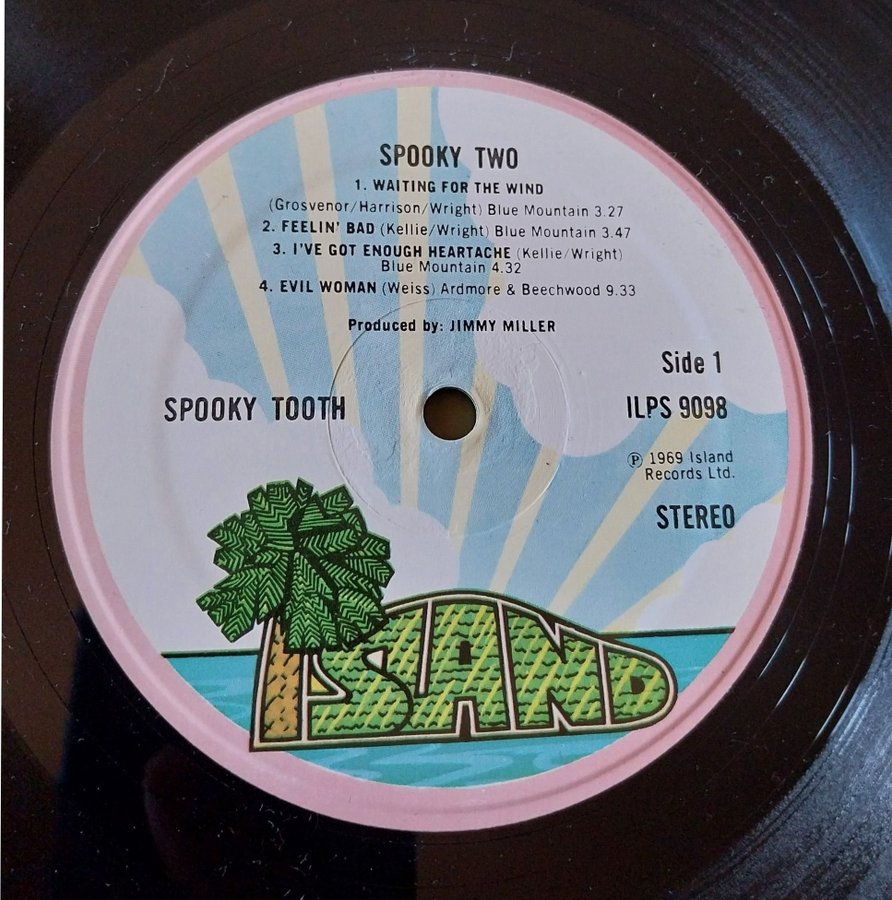 SPOOKY TWO
1. WAITING FOR THE WIND
(Grosvenor/Harrison/Wright) Blue Mountain 3.27
2. FEELIN' BAD (Kellie/Wright) Blue Mountain 3.47
3. I'VE GOT ENOUGH HEARTACHE (Kellie/Wright)
Blue Mountain 4.32
4. EVIL WOMAN (Weiss) Ardmore & Beechwood 9.33
Produced by: JIMMY MILLER
Side 1
SPOOKY TOOTH
ILPS 9098
℗ 1969 Island
Records Ltd.
STEREO
ISLAND